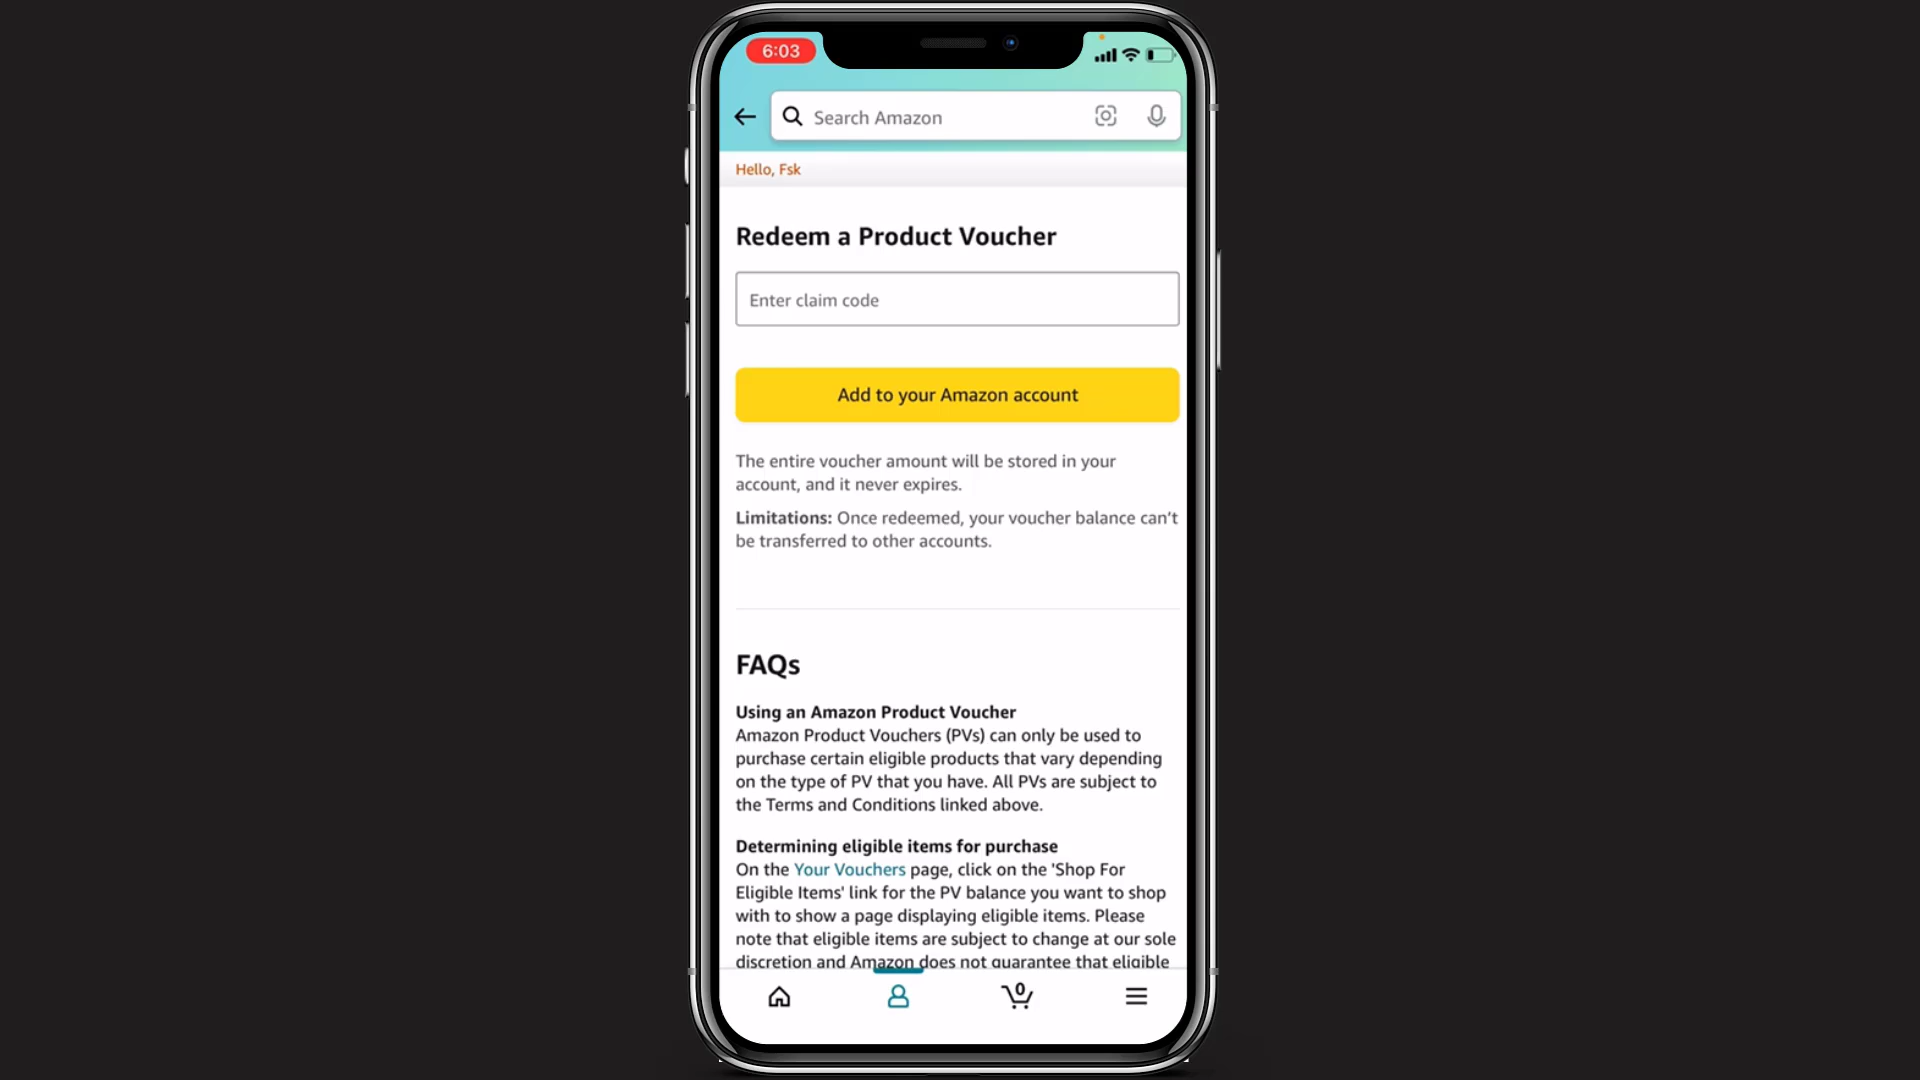 6:03
Search Amazon
Hello, Fsk
Redeem a Product Voucher
Enter claim code
Add to your Amazon account
The entire voucher amount will be stored in your
account, and it never expires.
Limitations: Once redeemed, your voucher balance can't
be transferred to other accounts.
FAQs
Using an Amazon Product Voucher
Amazon Product Vouchers (PVs) can only be used to
purchase certain eligible products that vary depending
on the type of PV that you have. All PVs are subject to
the Terms and Conditions linked above.
Determining eligible items for purchase
On the Your Vouchers page, click on the 'Shop For
Eligible Items' link for the PV balance you want to shop
with to show a page displaying eligible items. Please
note that eligible items are subject to change at our sole
discretion and Amazon does not guarantee that eligible
0